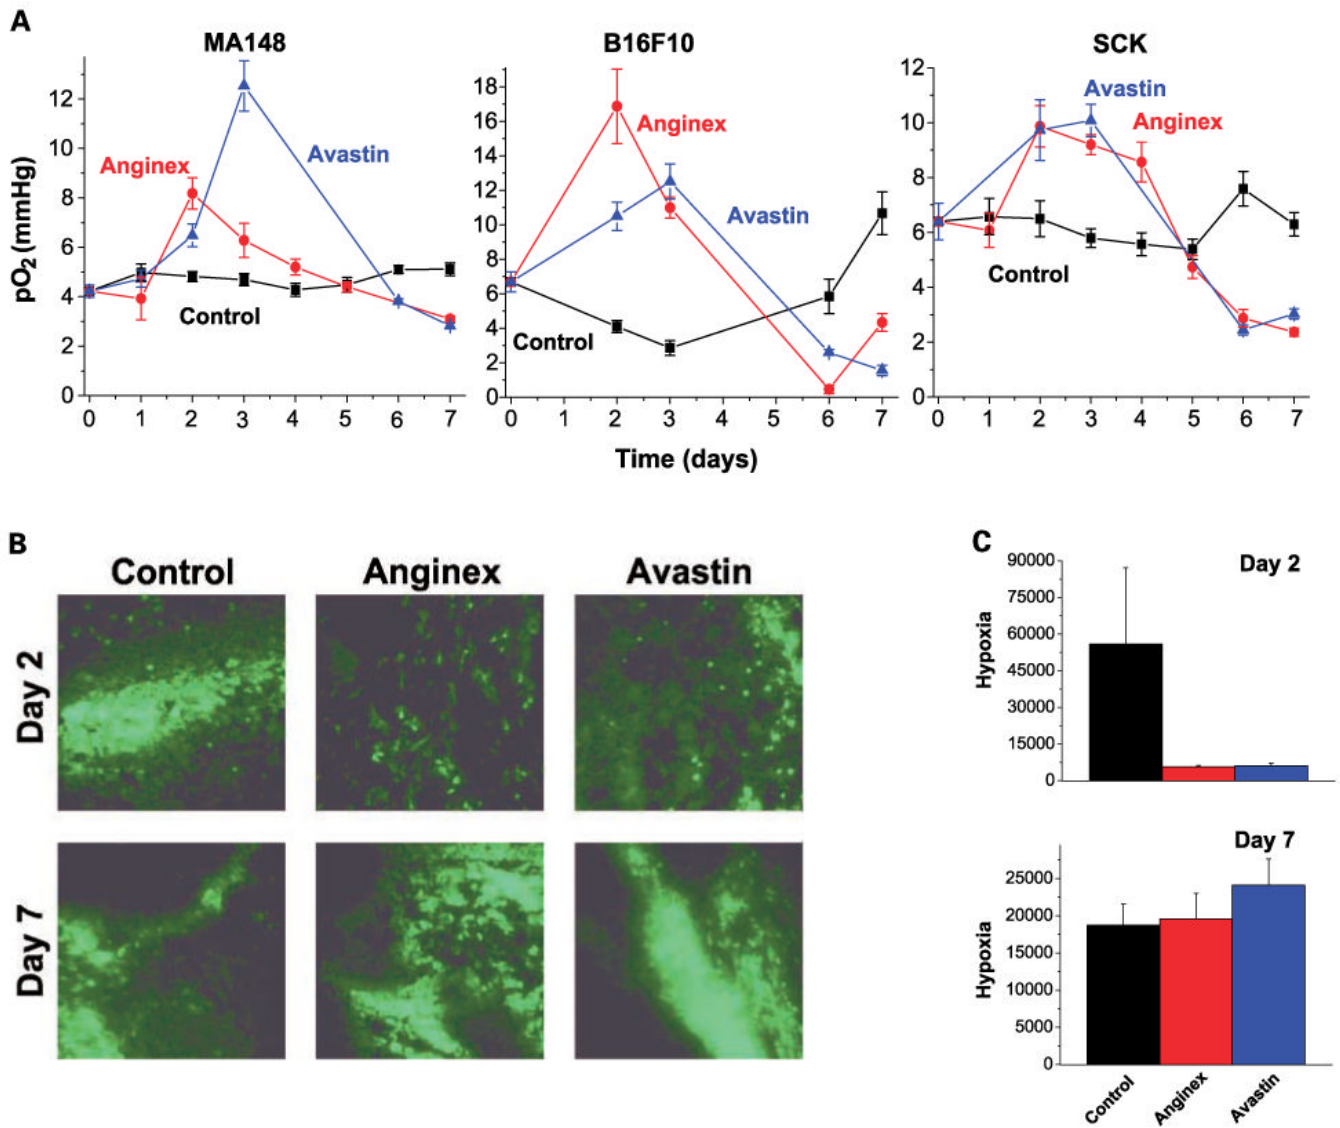 A
MA148
B16F10
SCK
pO2 (mmHg)
12
10
8
6
4
2
0
Anginex
Avastin
Control
0 1 2 3 4 5 6 7
18
16
14
12
10
8
6
4
2
0
Anginex
Avastin
Control
0 1 2 3 4 5 6 7
12
10
8
6
4
2
0
Avastin
Anginex
Control
0 1 2 3 4 5 6 7
Time (days)
B
Control Anginex Avastin
Day 2
Day 7
C
Day 2
Hypoxia
90000
75000
60000
45000
30000
15000
0
Day 7
Hypoxia
25000
20000
15000
10000
5000
0
Control
Anginex
Avastin